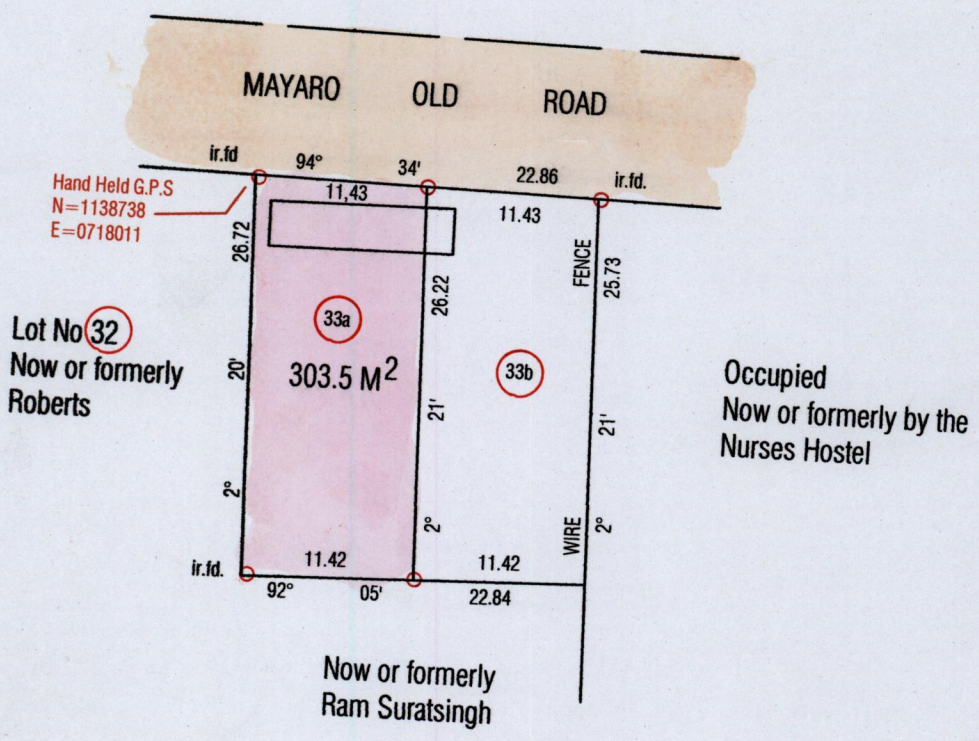 MAYARO OLD ROAD
ir.fd
94° 34'
22.86
ir.fd.
11,43
11.43
Hand Held G.P.S
N=1138738
E=0718011
26.72
20'
2°
26.22
21'
2°
FENCE
WIRE
25.73
21'
2°
33a
303.5 M²
33b
Lot No 32
Now or formerly
Roberts
Occupied
Now or formerly by the
Nurses Hostel
ir.fd.
11.42
11.42
92° 05'
22.84
Now or formerly
Ram Suratsingh